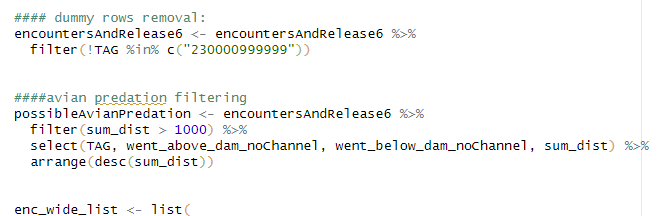 #### dummy rows removal:
encountersAndRelease6 <- encountersAndRelease6 %>%
  filter(!TAG %in% c("230000999999"))
####avian predation filtering
possibleAvianPredation <- encountersAndRelease6 %>%
  filter(sum_dist > 1000) %>%
  select(TAG, went_above_dam_noChannel, went_below_dam_noChannel, sum_dist) %>%
  arrange(desc(sum_dist))
enc_wide_list <- list(